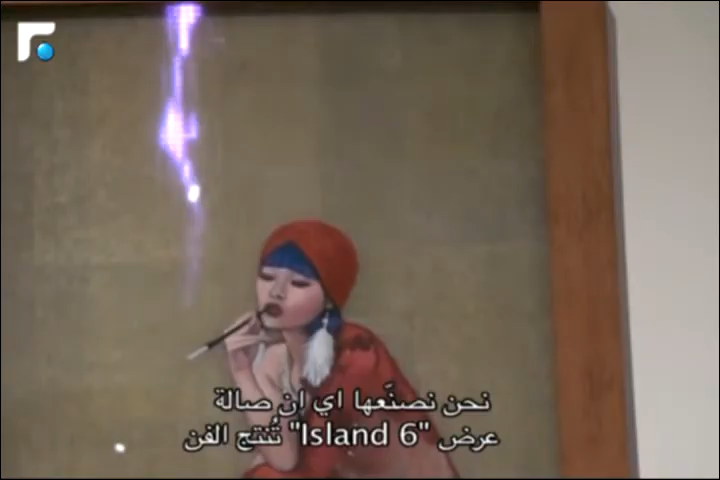 نحن نصنّعها اي ان صالة
عرض "Island 6" تُنتج الفن